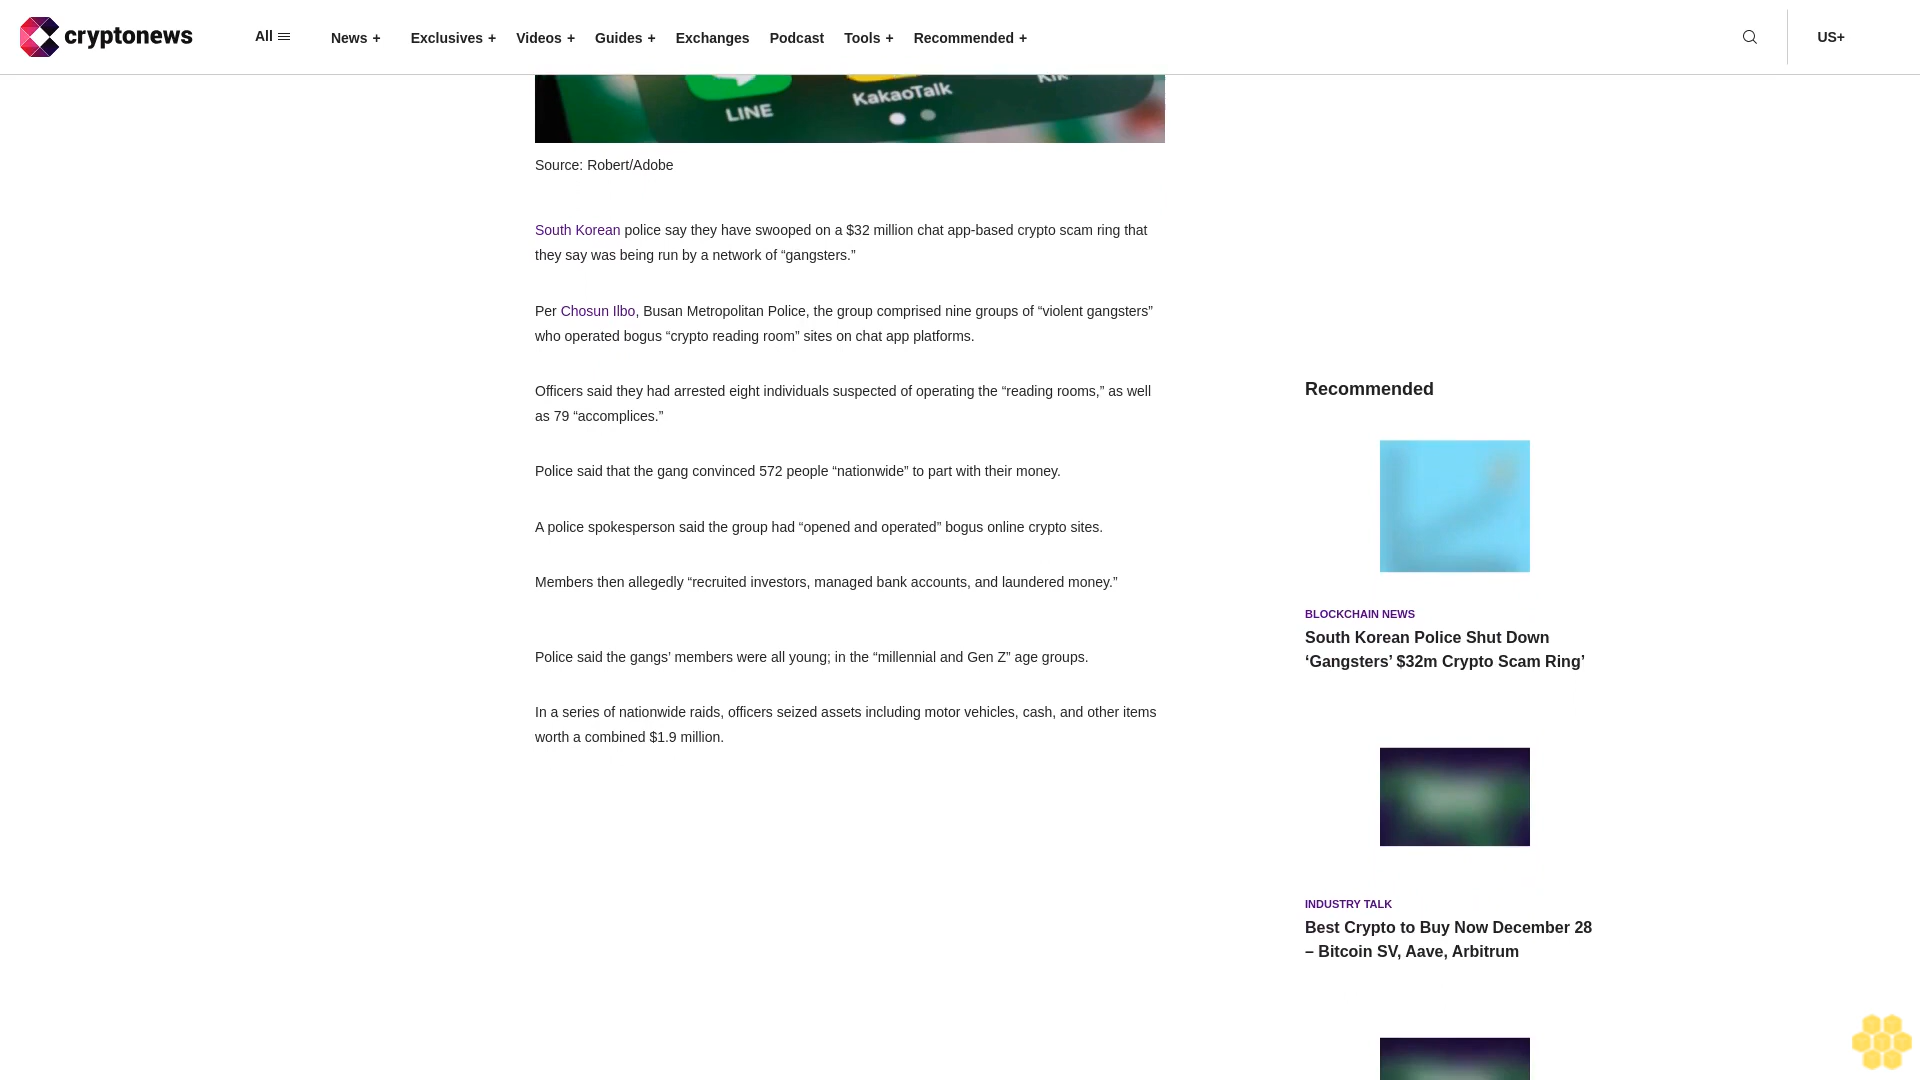 cryptonews
All
News +
Exclusives +
Videos +
Guides +
Exchanges
Podcast
Tools +
Recommended +
US+
LINE
KakaoTalk
Kik
Source: Robert/Adobe
South Korean police say they have swooped on a $32 million chat app-based crypto scam ring that
they say was being run by a network of “gangsters.”
Per Chosun Ilbo, Busan Metropolitan Police, the group comprised nine groups of “violent gangsters”
who operated bogus “crypto reading room” sites on chat app platforms.
Officers said they had arrested eight individuals suspected of operating the “reading rooms,” as well
as 79 “accomplices.”
Police said that the gang convinced 572 people “nationwide” to part with their money.
A police spokesperson said the group had “opened and operated” bogus online crypto sites.
Members then allegedly “recruited investors, managed bank accounts, and laundered money.”
Police said the gangs’ members were all young; in the “millennial and Gen Z” age groups.
In a series of nationwide raids, officers seized assets including motor vehicles, cash, and other items
worth a combined $1.9 million.
Recommended
BLOCKCHAIN NEWS
South Korean Police Shut Down
‘Gangsters’ $32m Crypto Scam Ring’
INDUSTRY TALK
Best Crypto to Buy Now December 28
– Bitcoin SV, Aave, Arbitrum